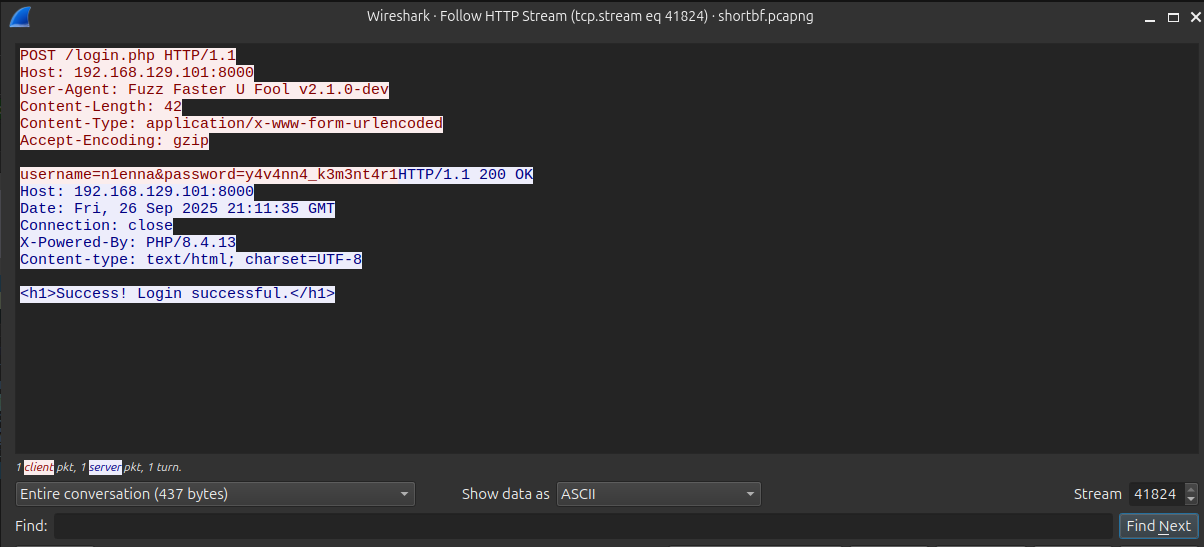 Wireshark · Follow HTTP Stream (tcp.stream eq 41824) · shortbf.pcapng
POST /login.php HTTP/1.1
Host: 192.168.129.101:8000
User-Agent: Fuzz Faster U Fool v2.1.0-dev
Content-Length: 42
Content-Type: application/x-www-form-urlencoded
Accept-Encoding: gzip
username=n1enna&password=y4v4nn4_k3m3nt4r1HTTP/1.1 200 OK
Host: 192.168.129.101:8000
Date: Fri, 26 Sep 2025 21:11:35 GMT
Connection: close
X-Powered-By: PHP/8.4.13
Content-type: text/html; charset=UTF-8
<h1>Success! Login successful.</h1>
1 client pkt, 1 server pkt, 1 turn.
Entire conversation (437 bytes) Show data as ASCII Stream 41824
Find: Find Next